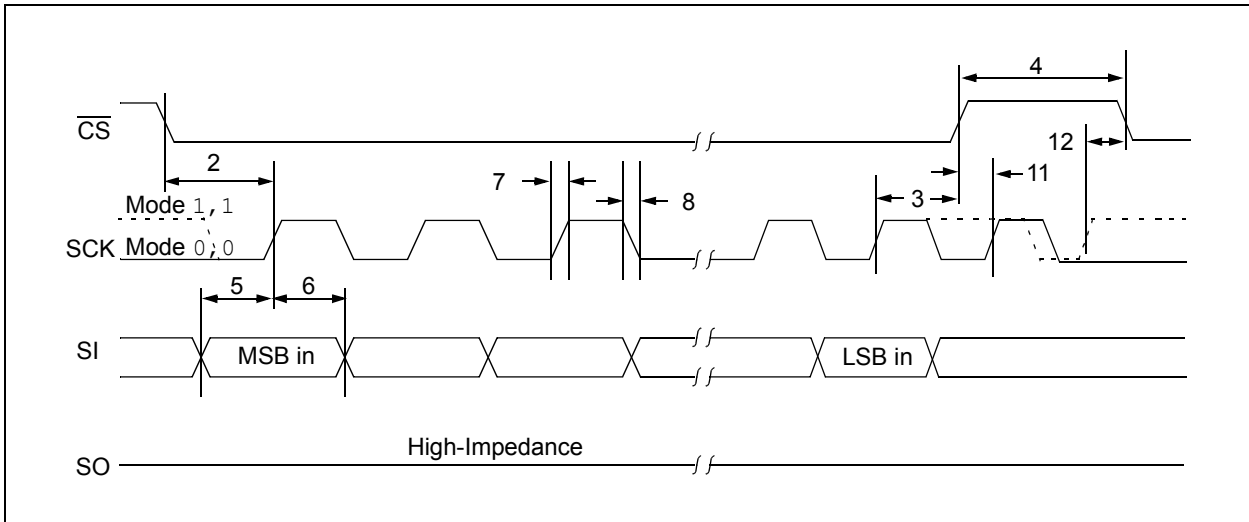 4
CS
12
2
7
8
3
11
Mode 1,1
SCK Mode 0,0
5
6
SI
MSB in
LSB in
High-Impedance
SO